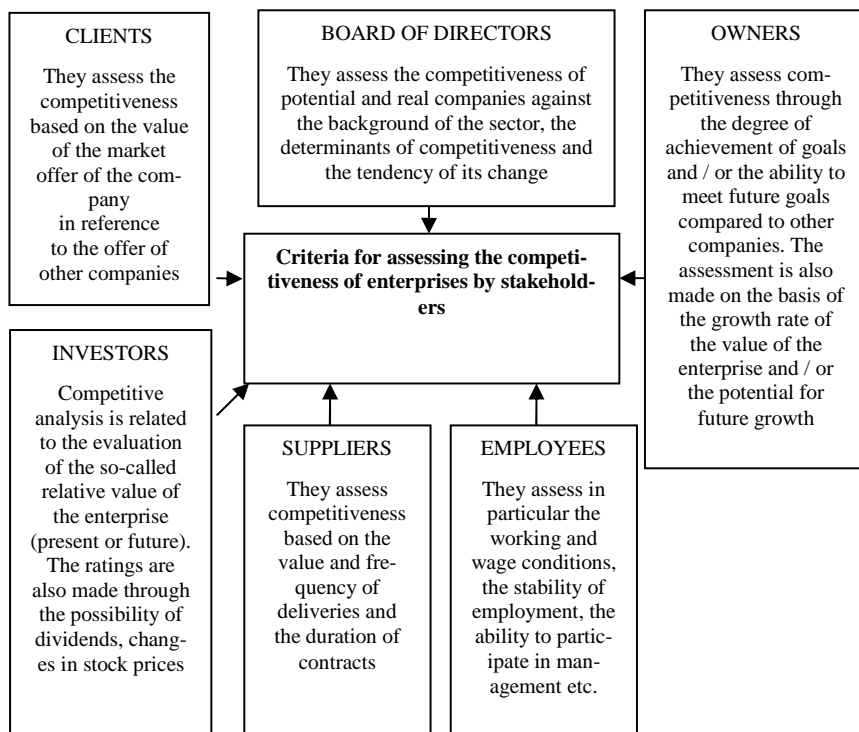 CLIENTS
They assess the
competitiveness
based on the value
of the market
offer of the com-
pany
in reference
to the offer of
other companies
BOARD OF DIRECTORS
They assess the competitiveness of
potential and real companies against
the background of the sector, the
determinants of competitiveness and
the tendency of its change
OWNERS
They assess com-
petitiveness through
the degree of
achievement of goals
and / or the ability to
meet future goals
compared to other
companies. The
assessment is also
made on the basis of
the growth rate of
the value of the
enterprise and / or
the potential for
future growth
Criteria for assessing the competi-
tiveness of enterprises by stakehold-
ers
INVESTORS
Competitive
analysis is related
to the evaluation
of the so-called
relative value of
the enterprise
(present or future).
The ratings are
also made through
the possibility of
dividends, chang-
es in stock prices
SUPPLIERS
They assess
competitiveness
based on the
value and fre-
quency of
deliveries and
the duration of
contracts
EMPLOYEES
They assess in
particular the
working and
wage conditions,
the stability of
employment, the
ability to partic-
ipate in man-
agement etc.